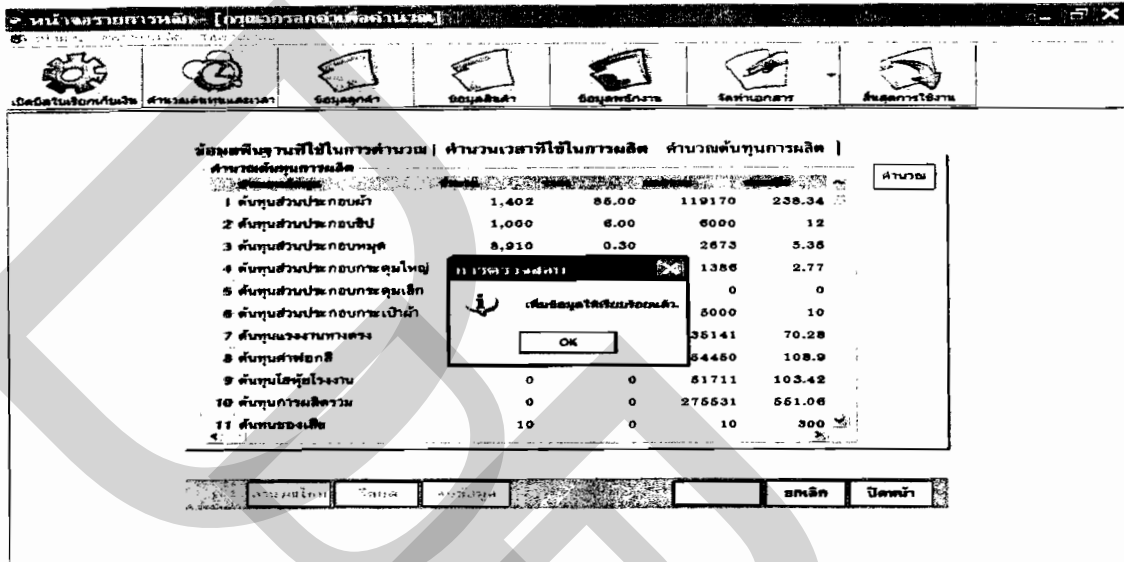 หน้าจอรายการหลัก - [กรุณากรอกค่าเพื่อคำนวณ]
เปิดบิลใบเรียกเก็บเงิน คำนวณต้นทุนและเวลา ข้อมูลลูกค้า ข้อมูลสินค้า ข้อมูลพนักงาน จัดทำเอกสาร สิ้นสุดการใช้งาน
ข้อมูลพื้นฐานที่ใช้ในการคำนวณ | คำนวนเวลาที่ใช้ในการผลิต คำนวณต้นทุนการผลิต |
คำนวณต้นทุนการผลิต
คำนวณ
1 ต้นทุนส่วนประกอบผ้า 1,402 85.00 119170 238.34
2 ต้นทุนส่วนประกอบซิป 1,000 6.00 6000 12
3 ต้นทุนส่วนประกอบหมุด 8,910 0.30 2673 5.35
4 ต้นทุนส่วนประกอบกระดุมใหญ่ 1386 2.77
5 ต้นทุนส่วนประกอบกระดุมเล็ก 0 0
6 ต้นทุนส่วนประกอบกระเป๋าผ้า 5000 10
7 ต้นทุนแรงงานทางตรง 35141 70.28
8 ต้นทุนค่าฟอกสี 54450 108.9
9 ต้นทุนโสหุ้ยโรงงาน 0 0 51711 103.42
10 ต้นทุนการผลิตรวม 0 0 275531 551.06
11 ต้นทุนของเสีย 10 0 10 300
การตรวจสอบ
เพิ่มข้อมูลให้เรียบร้อยแล้ว.
OK
ยกเลิก ปิดหน้า